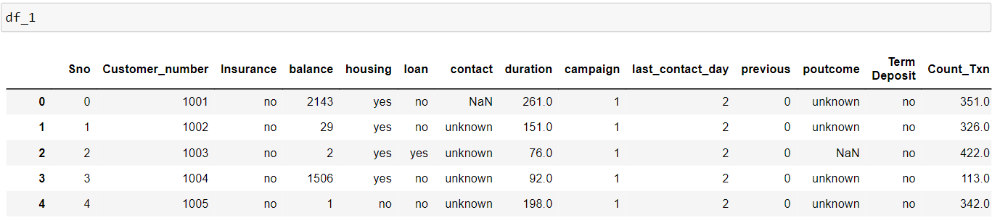 df_1
Sno Customer_number Insurance balance housing loan contact duration campaign last_contact_day previous poutcome Term Deposit Count_Txn
0 0 1001 no 2143 yes no NaN 261.0 1 2 0 unknown no 351.0
1 1 1002 no 29 yes no unknown 151.0 1 2 0 unknown no 326.0
2 2 1003 no 2 yes yes unknown 76.0 1 2 0 NaN no 422.0
3 3 1004 no 1506 yes no unknown 92.0 1 2 0 unknown no 113.0
4 4 1005 no 1 no no unknown 198.0 1 2 0 unknown no 342.0